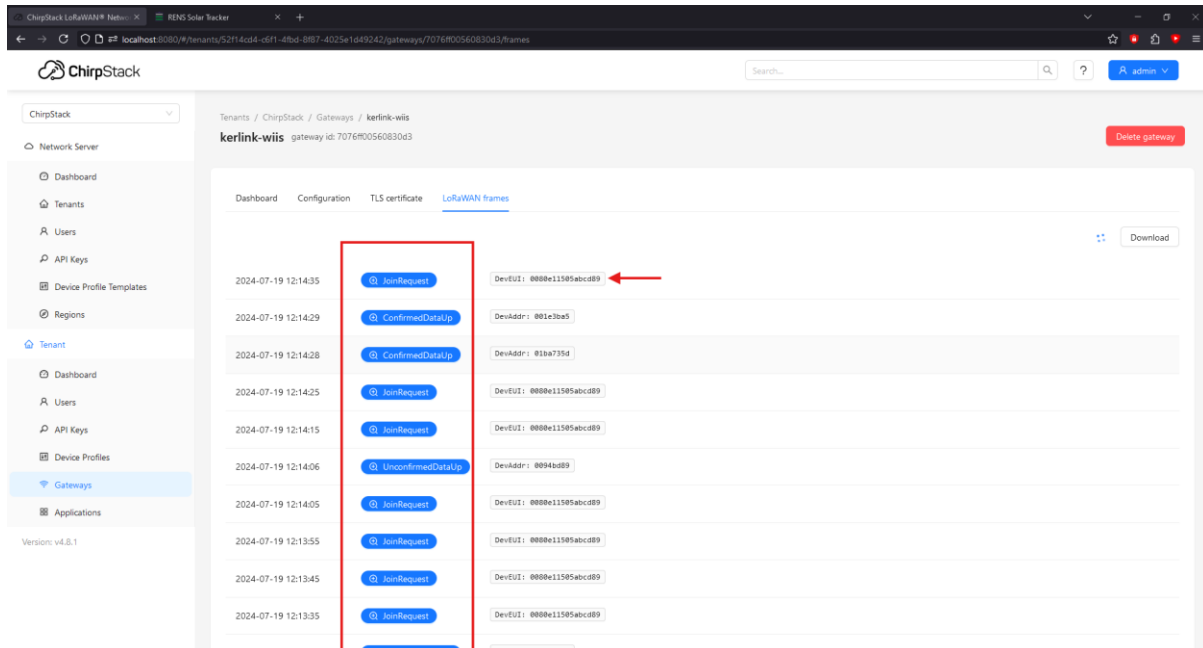 ChirpStack LoRaWAN® Netwo
RENS Solar Tracker
localhost:8080/#/tenants/52f14cd4-c6f1-4fbd-8f87-4025e1d49242/gateways/7076ff00560830d3/frames
ChirpStack
Search...
?
admin
ChirpStack
Network Server
Dashboard
Tenants
Users
API Keys
Device Profile Templates
Regions
Tenant
Dashboard
Users
API Keys
Device Profiles
Gateways
Applications
Version: v4.8.1
Tenants / ChirpStack / Gateways / kerlink-wiis
kerlink-wiis gateway id: 7076ff00560830d3
Delete gateway
Dashboard Configuration TLS certificate LoRaWAN frames
Download
2024-07-19 12:14:35 JoinRequest DevEUI: 0080e11505abcd89
2024-07-19 12:14:29 ConfirmedDataUp DevAddr: 001e3ba5
2024-07-19 12:14:28 ConfirmedDataUp DevAddr: 01ba735d
2024-07-19 12:14:25 JoinRequest DevEUI: 0080e11505abcd89
2024-07-19 12:14:15 JoinRequest DevEUI: 0080e11505abcd89
2024-07-19 12:14:06 UnconfirmedDataUp DevAddr: 0094bd89
2024-07-19 12:14:05 JoinRequest DevEUI: 0080e11505abcd89
2024-07-19 12:13:55 JoinRequest DevEUI: 0080e11505abcd89
2024-07-19 12:13:45 JoinRequest DevEUI: 0080e11505abcd89
2024-07-19 12:13:35 JoinRequest DevEUI: 0080e11505abcd89